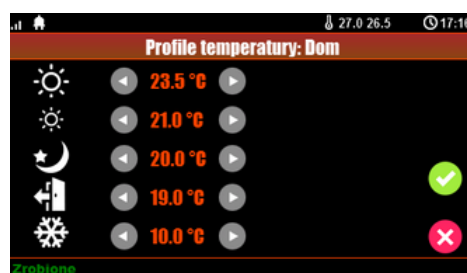 27.0 26.5 17:16
Profile temperatury: Dom
23.5 °C
21.0 °C
20.0 °C
19.0 °C
10.0 °C
Zrobione